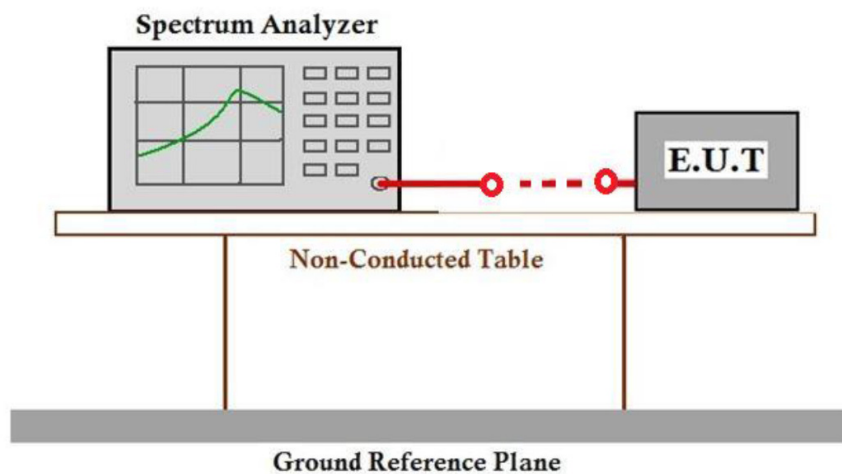 Spectrum Analyzer
E.U.T
Non-Conducted Table
Ground Reference Plane